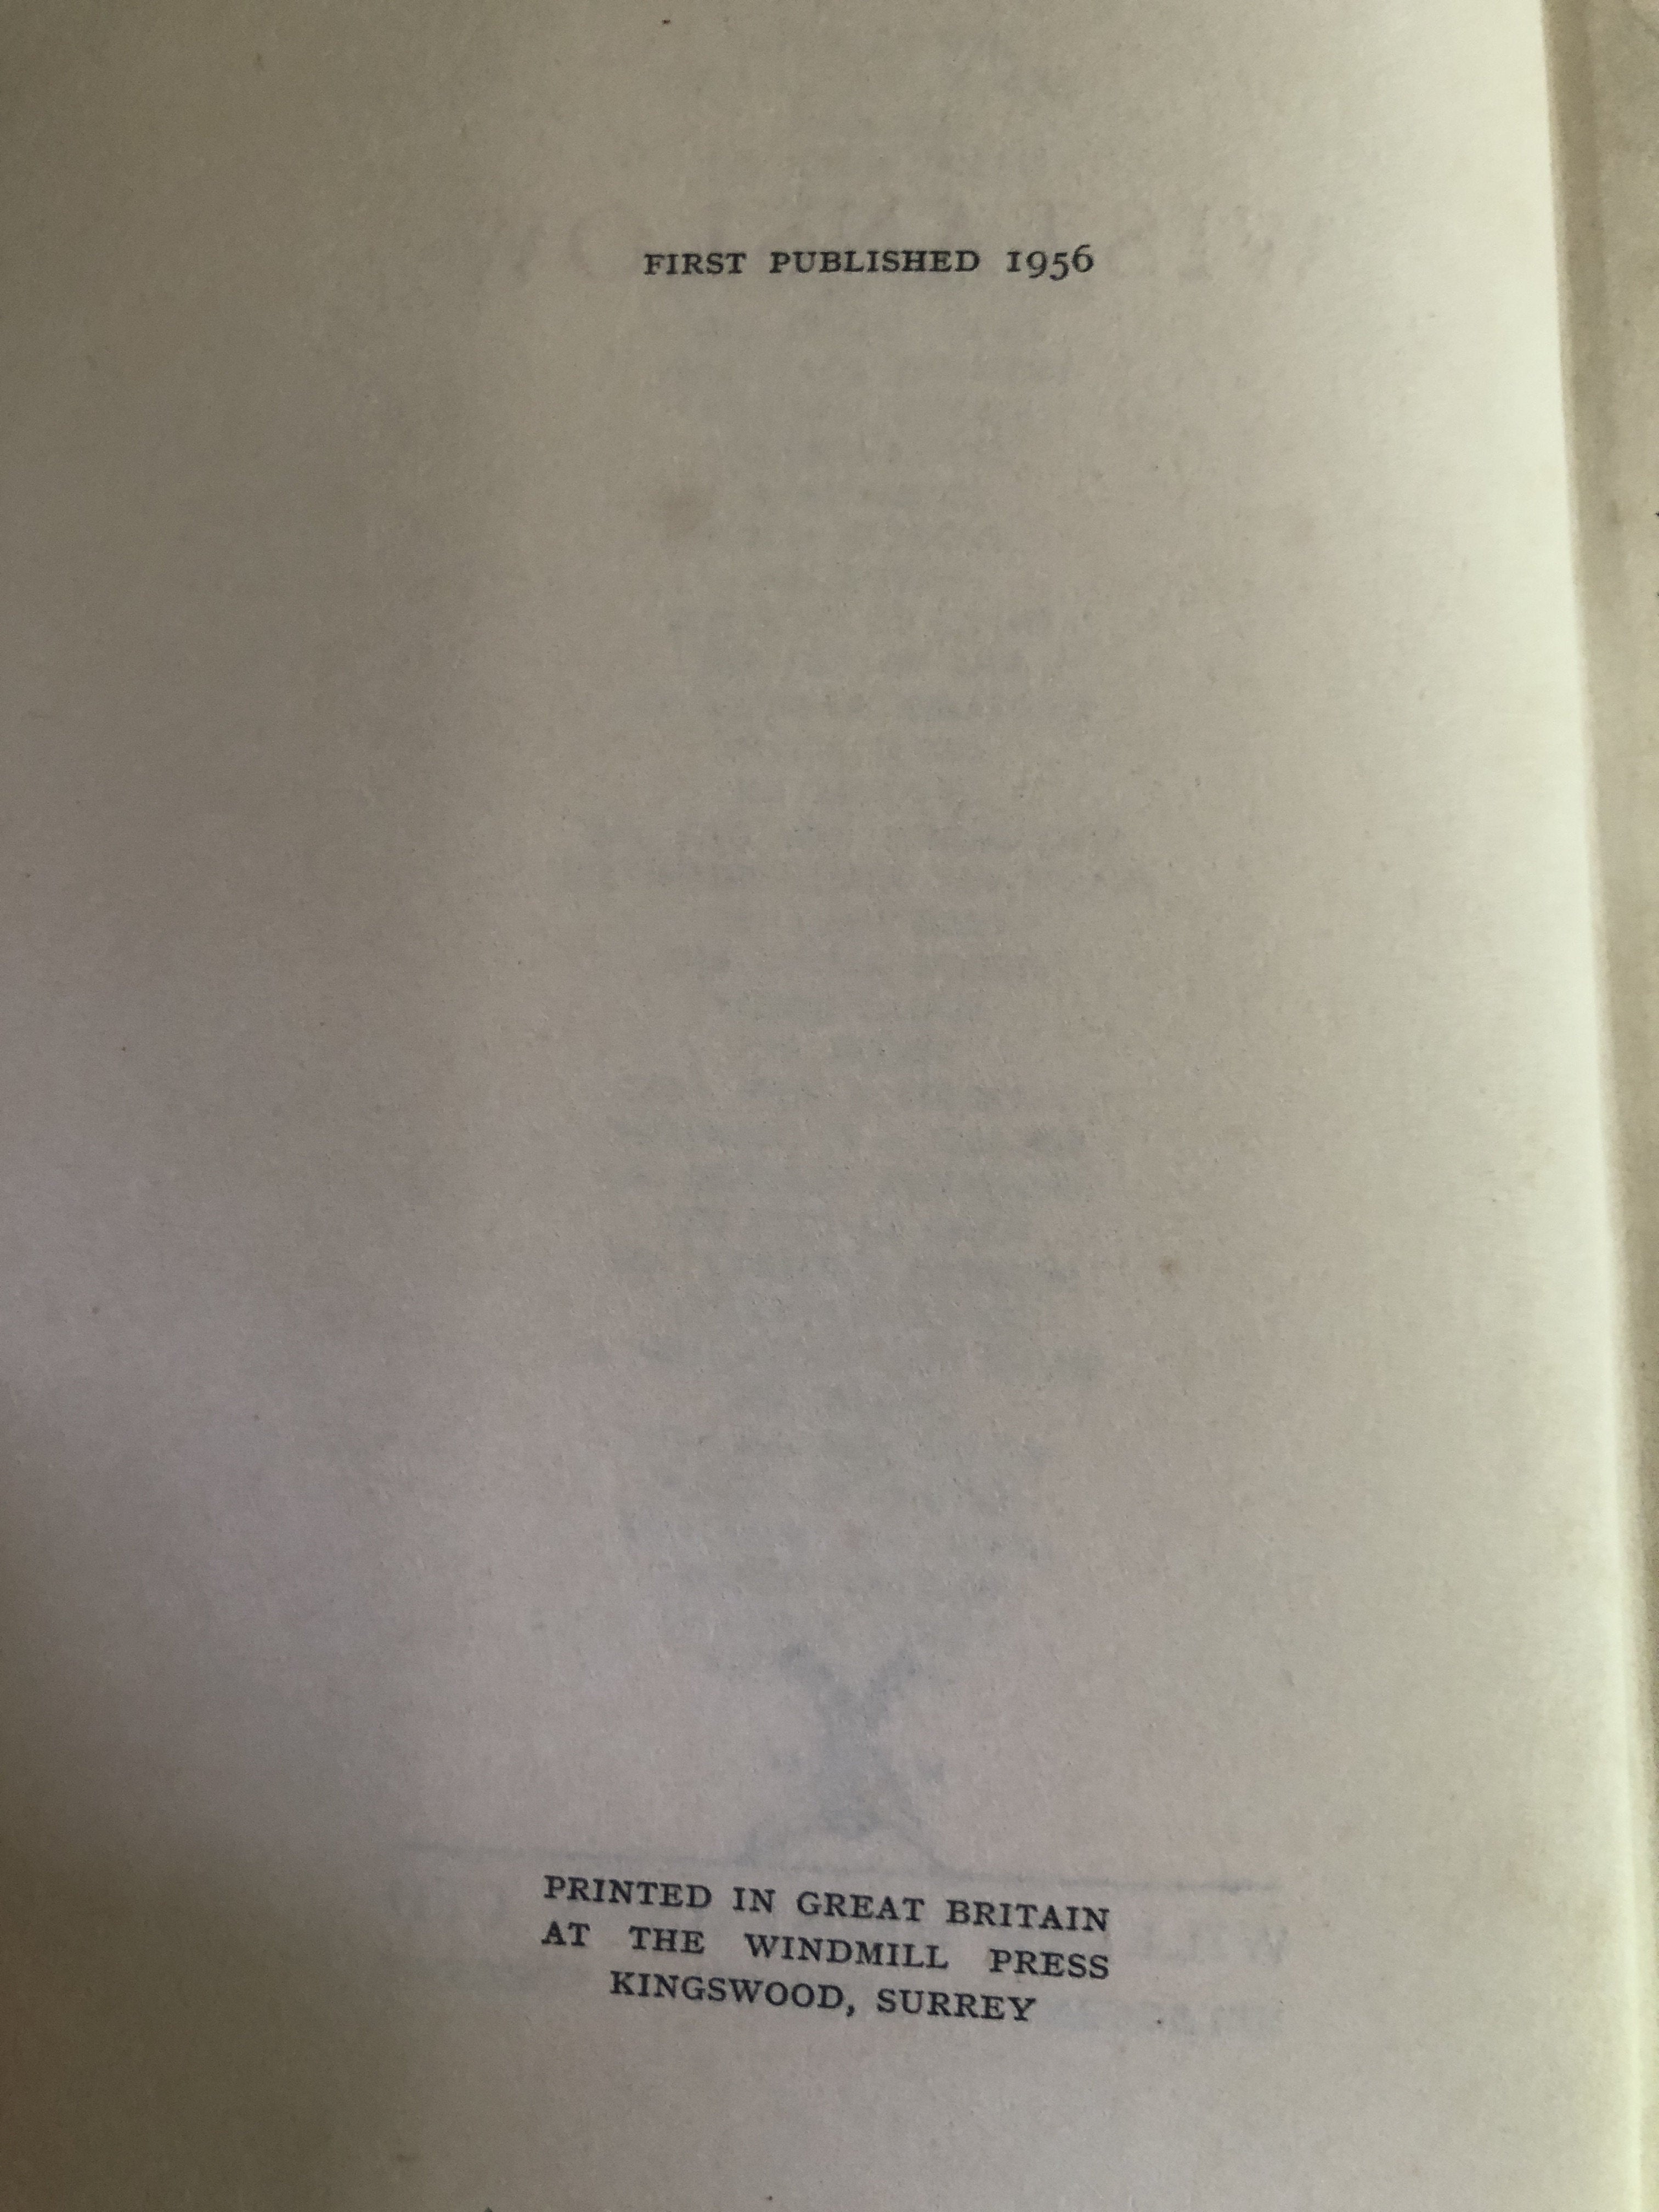 FIRST PUBLISHED 1956
PRINTED IN GREAT BRITAIN
AT THE WINDMILL PRESS
KINGSWOOD, SURREY